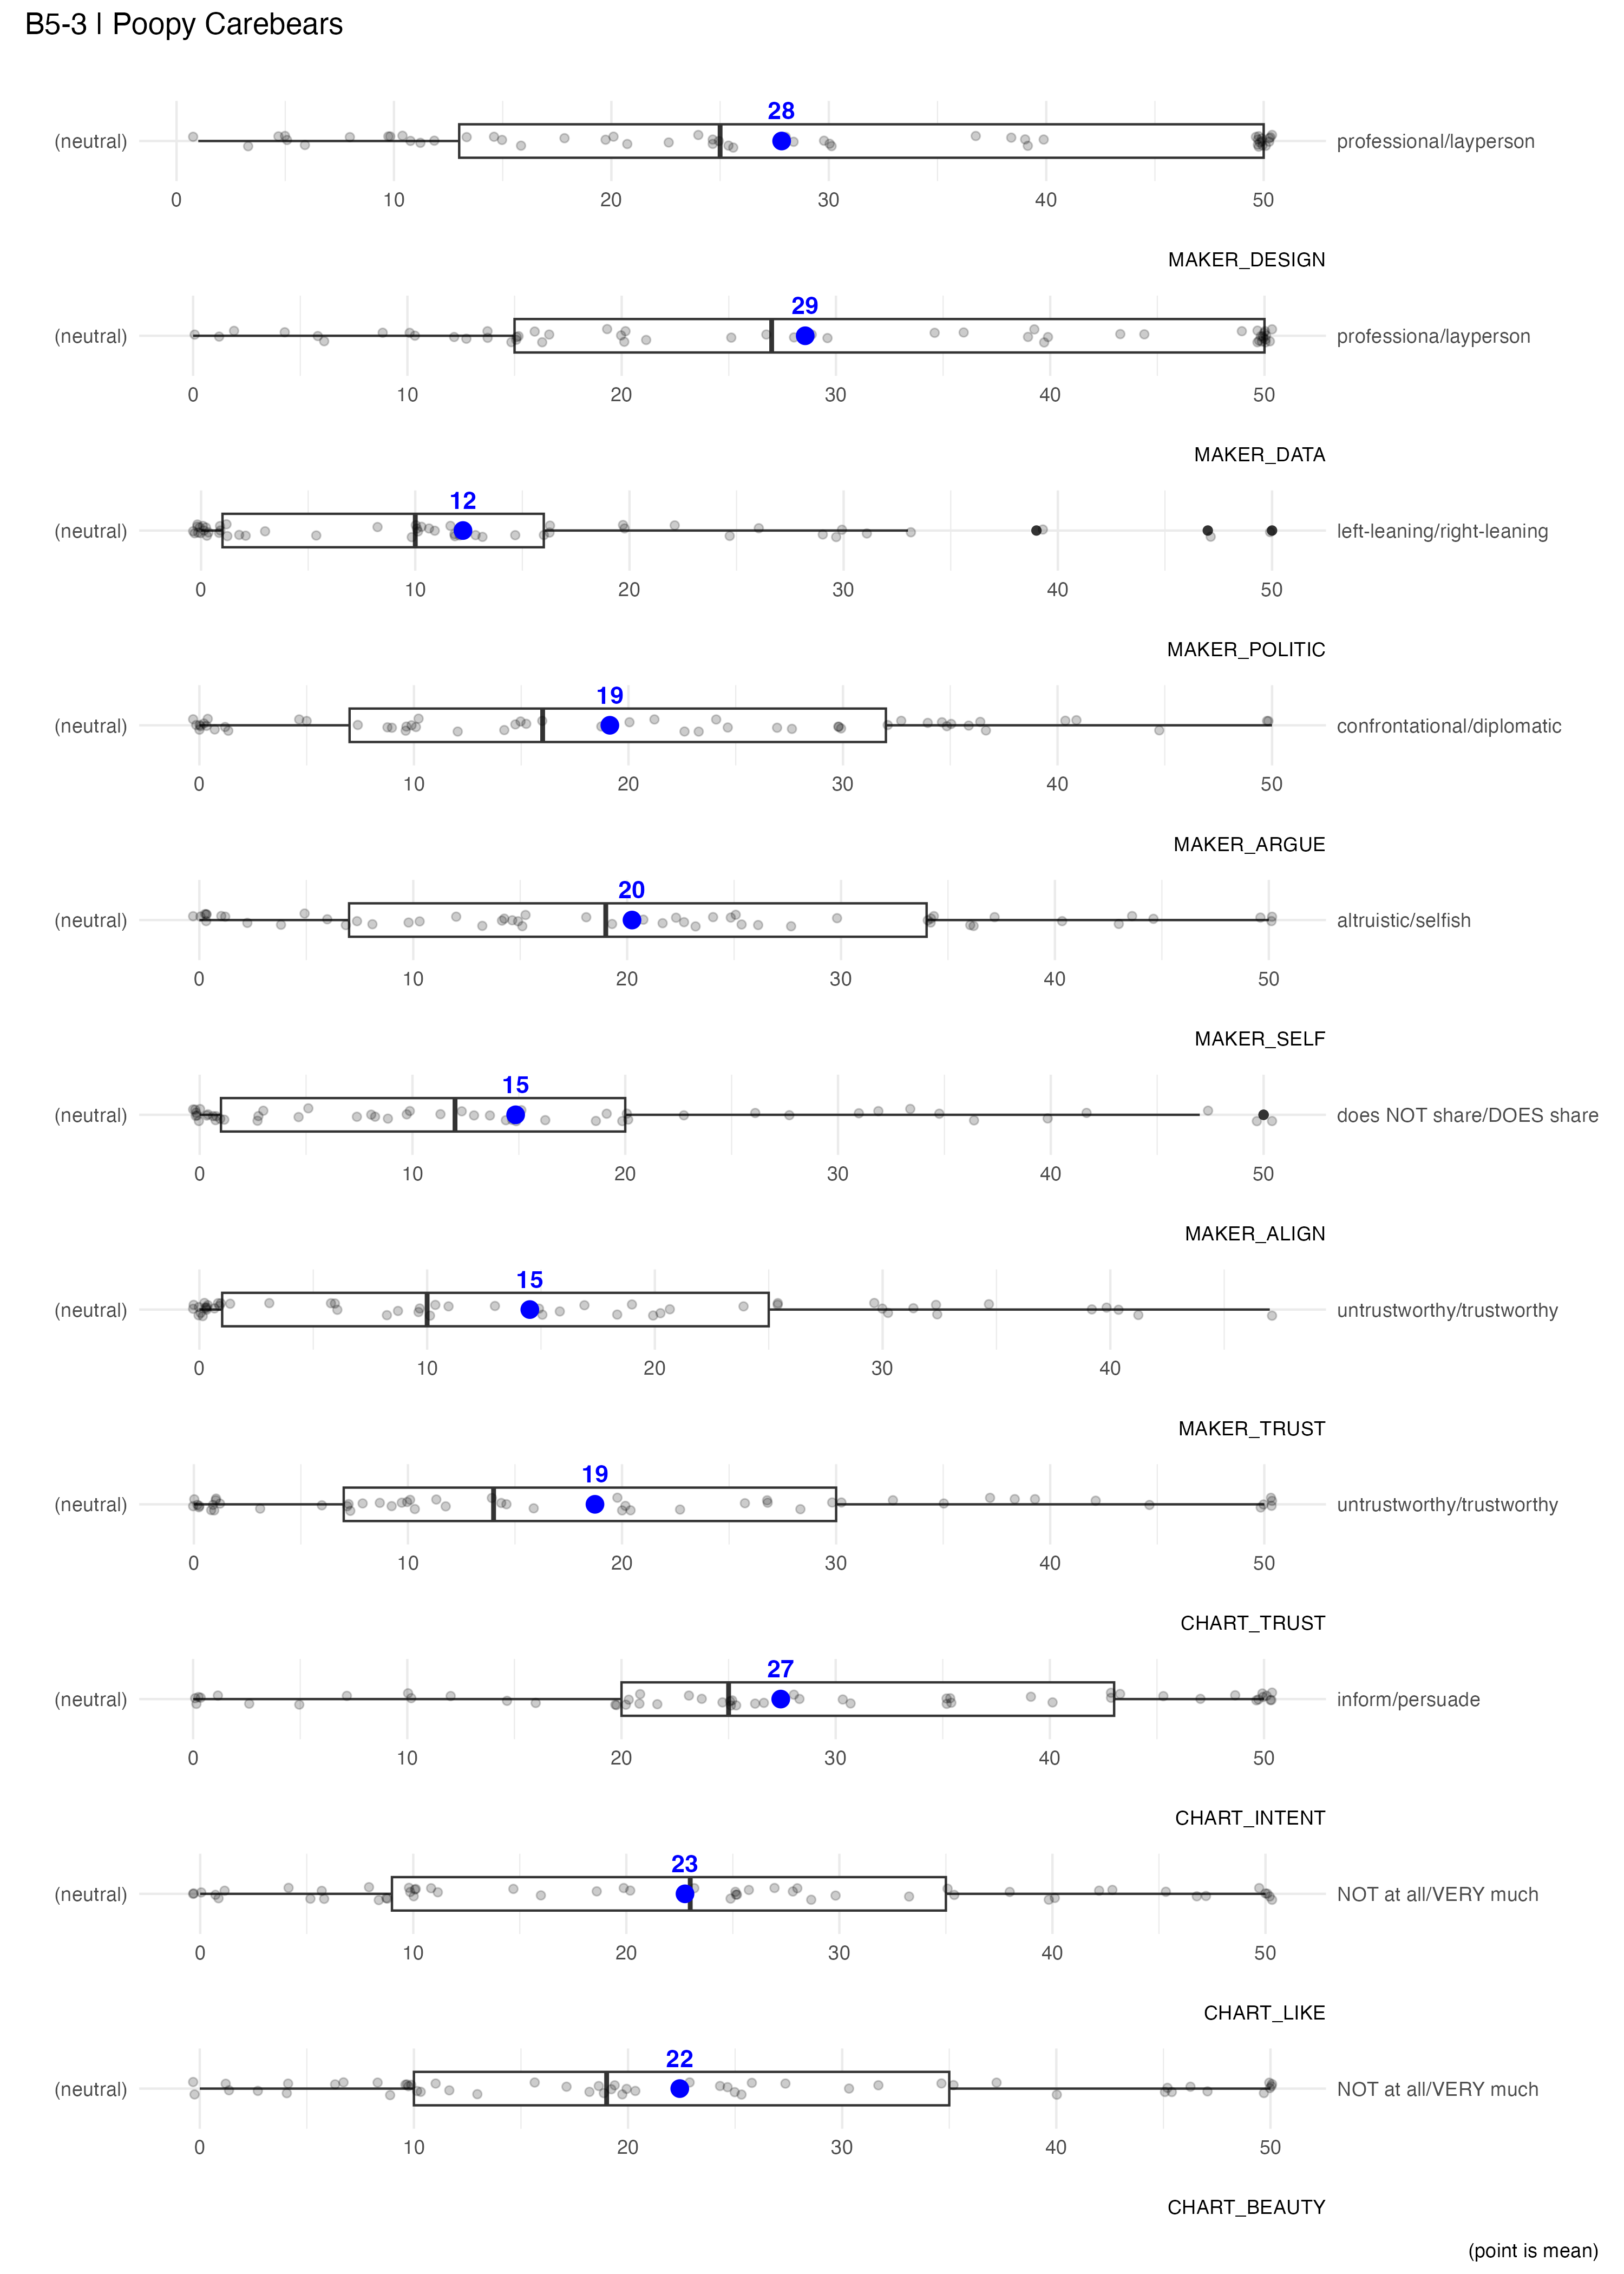 B5-3 | Poopy Carebears
28
(neutral) professional/layperson
0 10 20 30 40 50
MAKER_DESIGN
29
(neutral) professiona/layperson
0 10 20 30 40 50
MAKER_DATA
12
(neutral) left-leaning/right-leaning
0 10 20 30 40 50
MAKER_POLITIC
19
(neutral) confrontational/diplomatic
0 10 20 30 40 50
MAKER_ARGUE
20
(neutral) altruistic/selfish
0 10 20 30 40 50
MAKER_SELF
15
(neutral) does NOT share/DOES share
0 10 20 30 40 50
MAKER_ALIGN
15
(neutral) untrustworthy/trustworthy
0 10 20 30 40
MAKER_TRUST
19
(neutral) untrustworthy/trustworthy
0 10 20 30 40 50
CHART_TRUST
27
(neutral) inform/persuade
0 10 20 30 40 50
CHART_INTENT
23
(neutral) NOT at all/VERY much
0 10 20 30 40 50
CHART_LIKE
22
(neutral) NOT at all/VERY much
0 10 20 30 40 50
CHART_BEAUTY
(point is mean)